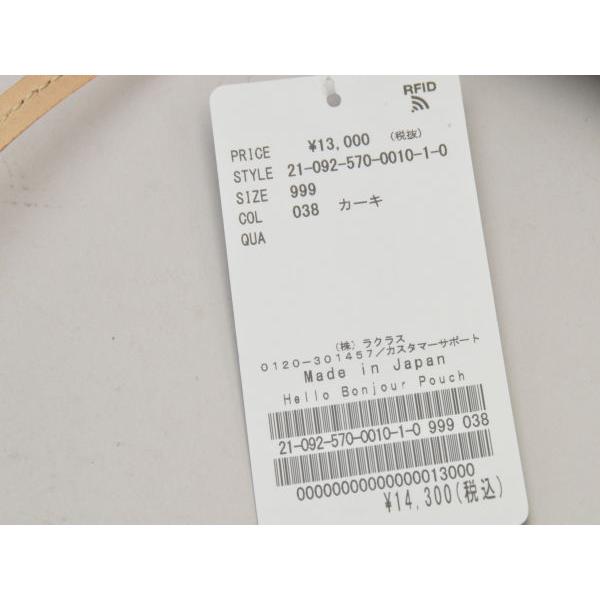 RFID
PRICE ¥13,000 (税抜)
STYLE 21-092-570-0010-1-0
SIZE 999
COL 038 カーキ
QUA
(株)ラクラス
0120-301457/カスタマーサポート
Made in Japan
Hello Bonjour Pouch
21-092-570-0010-1-0 999 038
00000000000000013000
¥14,300(税込)